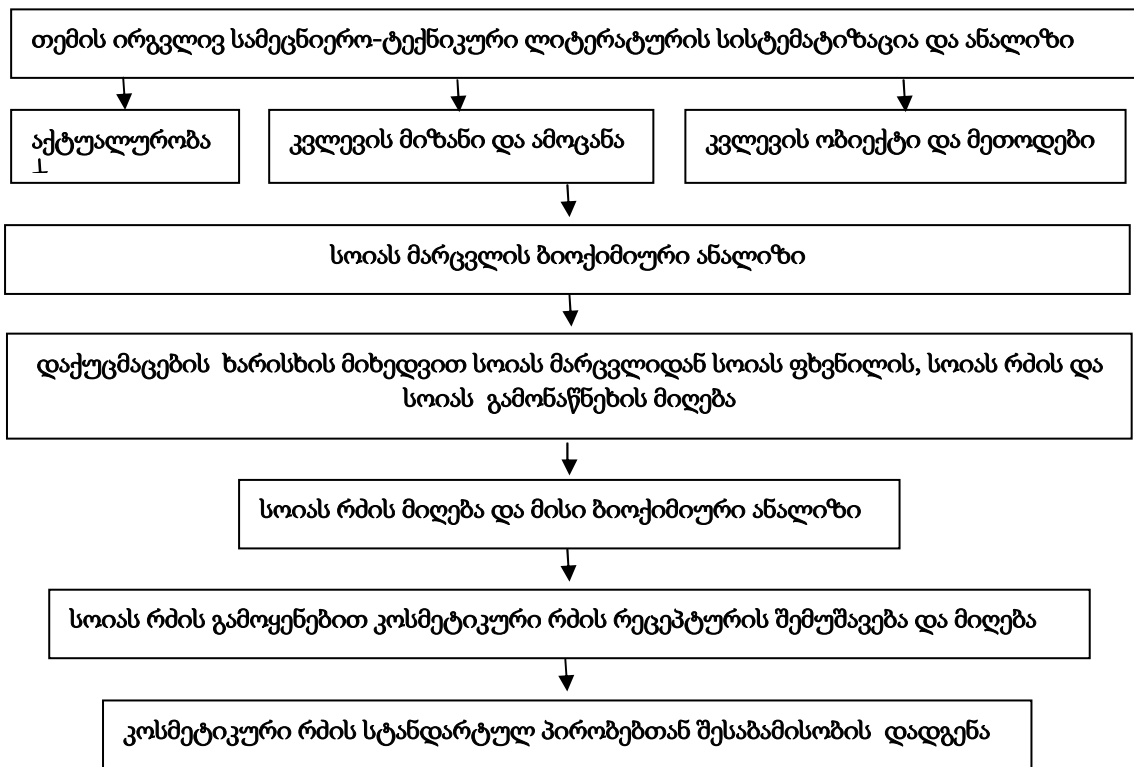 თემის ირგვლივ სამეცნიერო-ტექნიკური ლიტერატურის სისტემატიზაცია და ანალიზი
აქტუალურობა
კვლევის მიზანი და ამოცანა
კვლევის ობიექტი და მეთოდები
სოიას მარცვლის ბიოქიმიური ანალიზი
დაქუცმაცების ხარისხის მიხედვით სოიას მარცვლიდან სოიას ფხვნილის, სოიას რძის და
სოიას გამონაწნეხის მიღება
სოიას რძის მიღება და მისი ბიოქიმიური ანალიზი
სოიას რძის გამოყენებით კოსმეტიკური რძის რეცეპტურის შემუშავება და მიღება
კოსმეტიკური რძის სტანდარტულ პირობებთან შესაბამისობის დადგენა